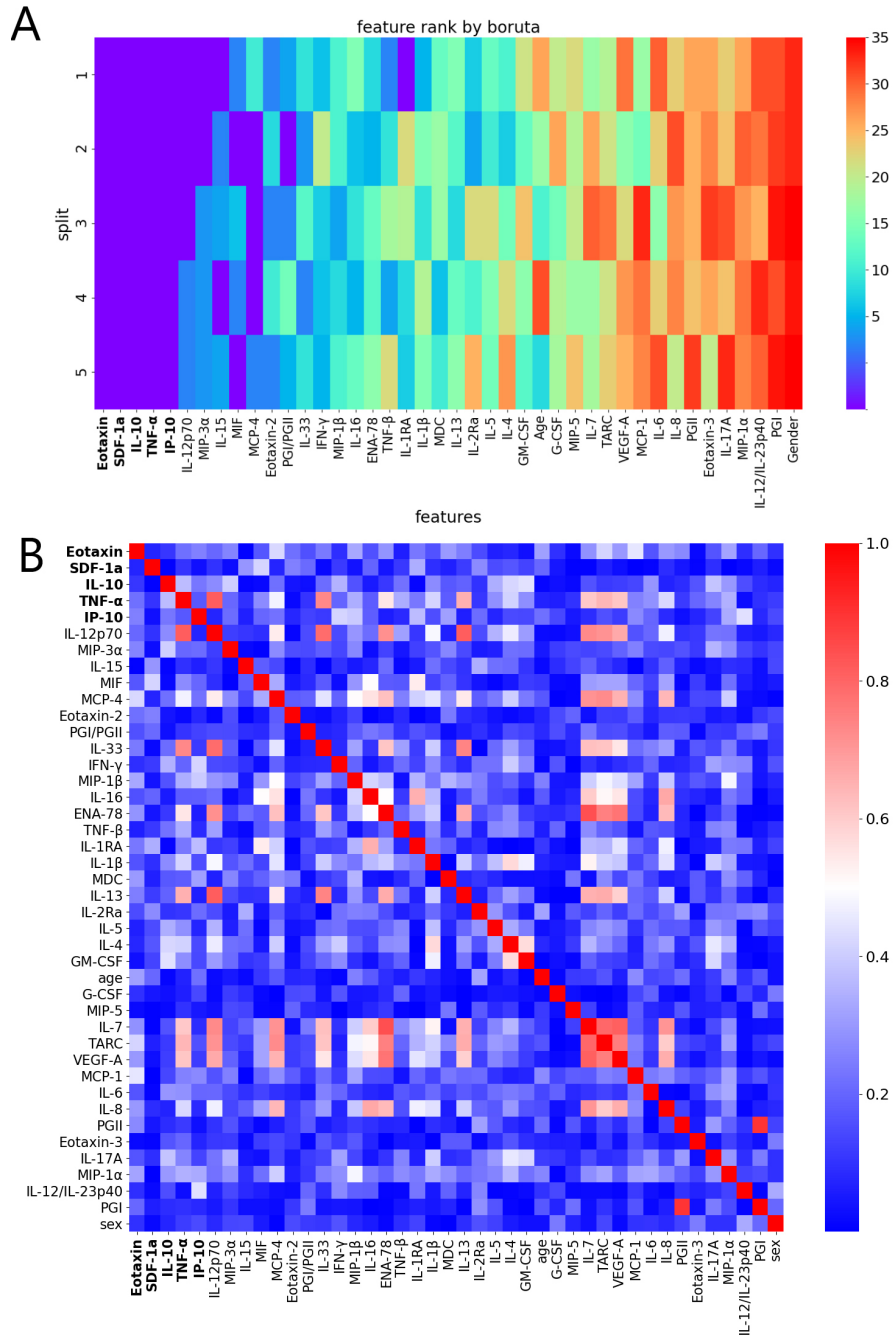 A
feature rank by boruta
split
1
2
3
4
5
35
30
25
20
15
10
5
Eotaxin
SDF-1a
IL-10
TNF-α
IP-10
IL-12p70
MIP-3α
IL-15
MIF
MCP-4
Eotaxin-2
PGI/PGII
IL-33
IFN-γ
MIP-1β
IL-16
ENA-78
TNF-β
IL-1RA
IL-1β
MDC
IL-13
IL-2Ra
IL-5
IL-4
GM-CSF
Age
G-CSF
MIP-5
IL-7
TARC
VEGF-A
MCP-1
IL-6
IL-8
PGII
Eotaxin-3
IL-17A
MIP-1α
IL-12/IL-23p40
PGI
Gender
features
B
Eotaxin
SDF-1a
IL-10
TNF-α
IP-10
IL-12p70
MIP-3α
IL-15
MIF
MCP-4
Eotaxin-2
PGI/PGII
IL-33
IFN-γ
MIP-1β
IL-16
ENA-78
TNF-β
IL-1RA
IL-1β
MDC
IL-13
IL-2Ra
IL-5
IL-4
GM-CSF
age
G-CSF
MIP-5
IL-7
TARC
VEGF-A
MCP-1
IL-6
IL-8
PGII
Eotaxin-3
IL-17A
MIP-1α
IL-12/IL-23p40
PGI
sex
1.0
0.8
0.6
0.4
0.2
Eotaxin
SDF-1a
IL-10
TNF-α
IP-10
IL-12p70
MIP-3α
IL-15
MIF
MCP-4
Eotaxin-2
PGI/PGII
IL-33
IFN-γ
MIP-1β
IL-16
ENA-78
TNF-β
IL-1RA
IL-1β
MDC
IL-13
IL-2Ra
IL-5
IL-4
GM-CSF
age
G-CSF
MIP-5
IL-7
TARC
VEGF-A
MCP-1
IL-6
IL-8
PGII
Eotaxin-3
IL-17A
MIP-1α
IL-12/IL-23p40
PGI
sex